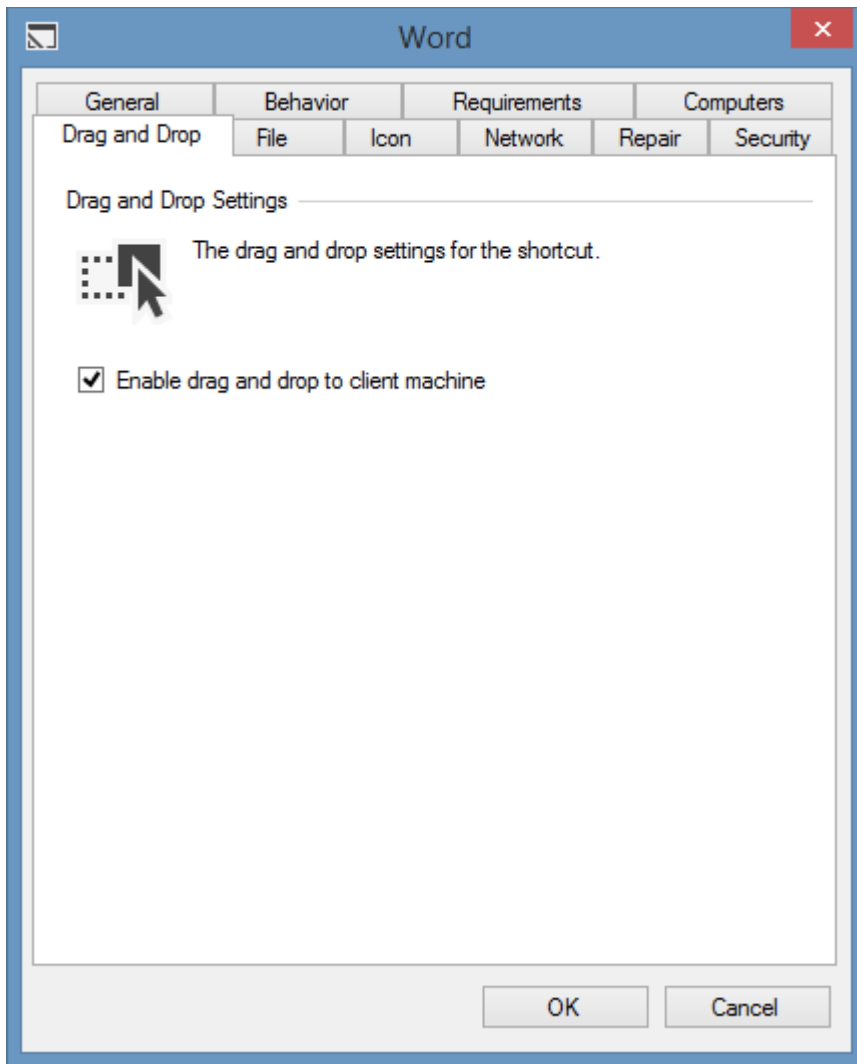 Word
General Behavior Requirements Computers
Drag and Drop File Icon Network Repair Security
Drag and Drop Settings
The drag and drop settings for the shortcut.
Enable drag and drop to client machine
OK Cancel